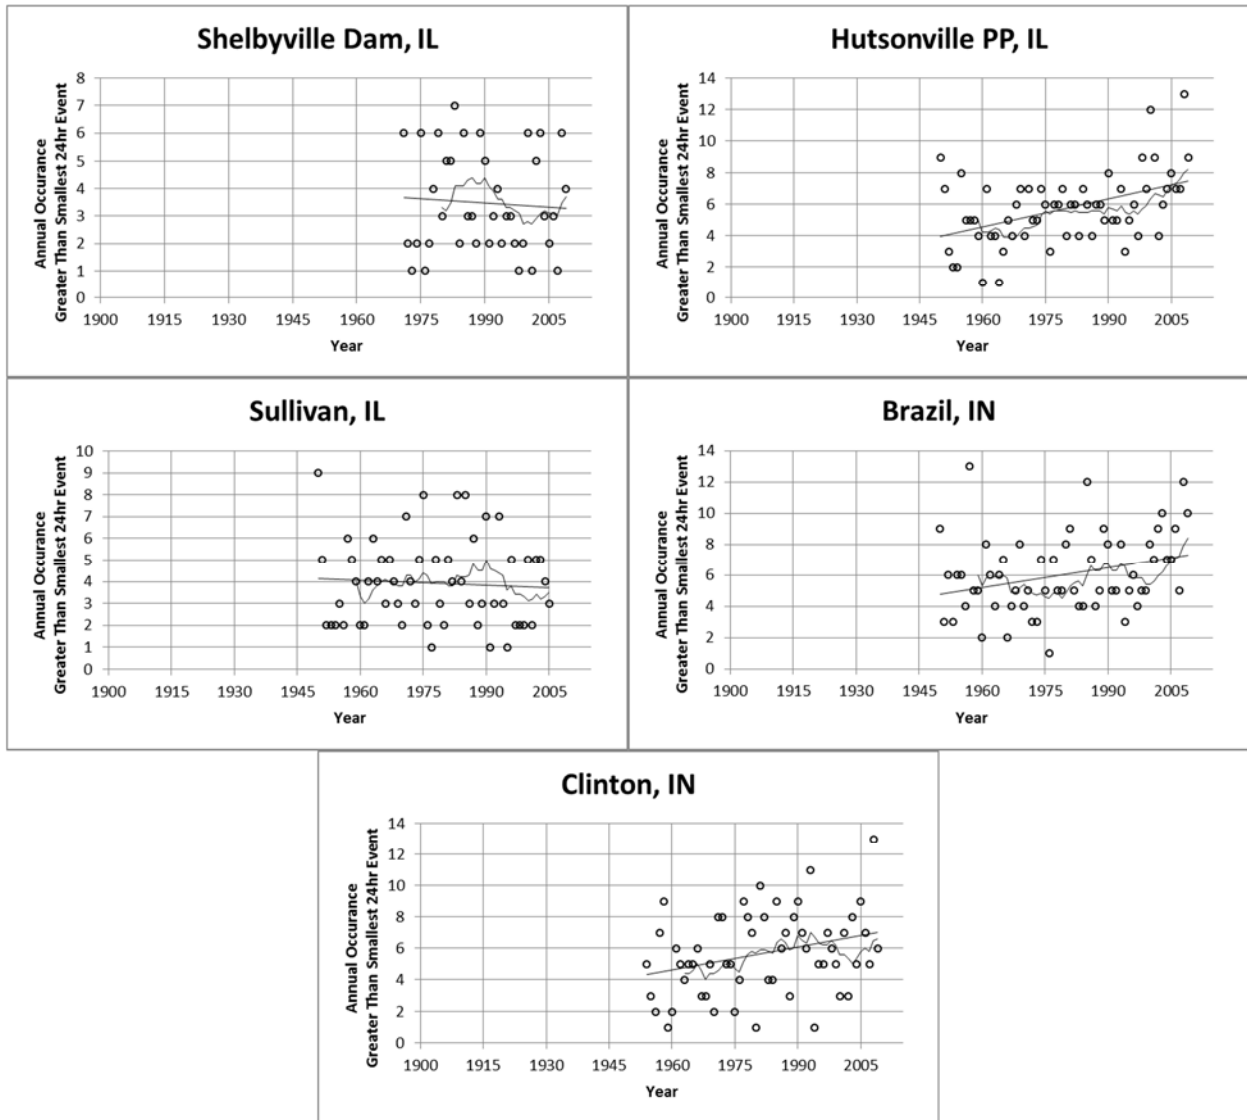 Shelbyville Dam, IL
Annual Occurance
Greater Than Smallest 24hr Event
8
7
6
5
4
3
2
1
0
1900 1915 1930 1945 1960 1975 1990 2005
Year
Hutsonville PP, IL
Annual Occurance
Greater Than Smallest 24hr Event
14
12
10
8
6
4
2
0
1900 1915 1930 1945 1960 1975 1990 2005
Year
Sullivan, IL
Annual Occurance
Greater Than Smallest 24hr Event
10
9
8
7
6
5
4
3
2
1
0
1900 1915 1930 1945 1960 1975 1990 2005
Year
Brazil, IN
Annual Occurance
Greater Than Smallest 24hr Event
14
12
10
8
6
4
2
0
1900 1915 1930 1945 1960 1975 1990 2005
Year
Clinton, IN
Annual Occurance
Greater Than Smallest 24hr Event
14
12
10
8
6
4
2
0
1900 1915 1930 1945 1960 1975 1990 2005
Year